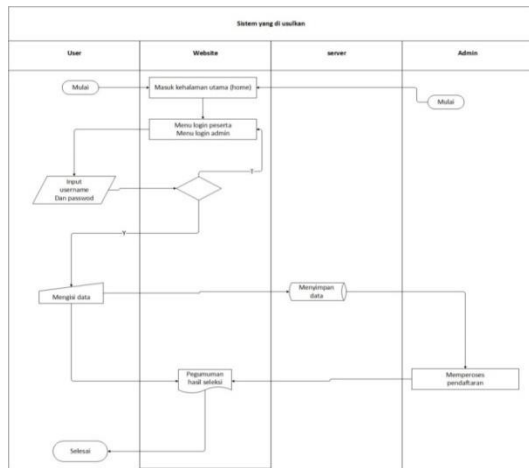 Sistem yang di usulkan
User
Website
server
Admin
Mulai
Masuk kehalaman utama (home)
Mulai
Menu login peserta
Menu login admin
Input
username
Dan passwod
T
Y
Mengisi data
Menyimpan
data
Pegumuman
hasil seleksi
Memperoses
pendaftaran
Selesai